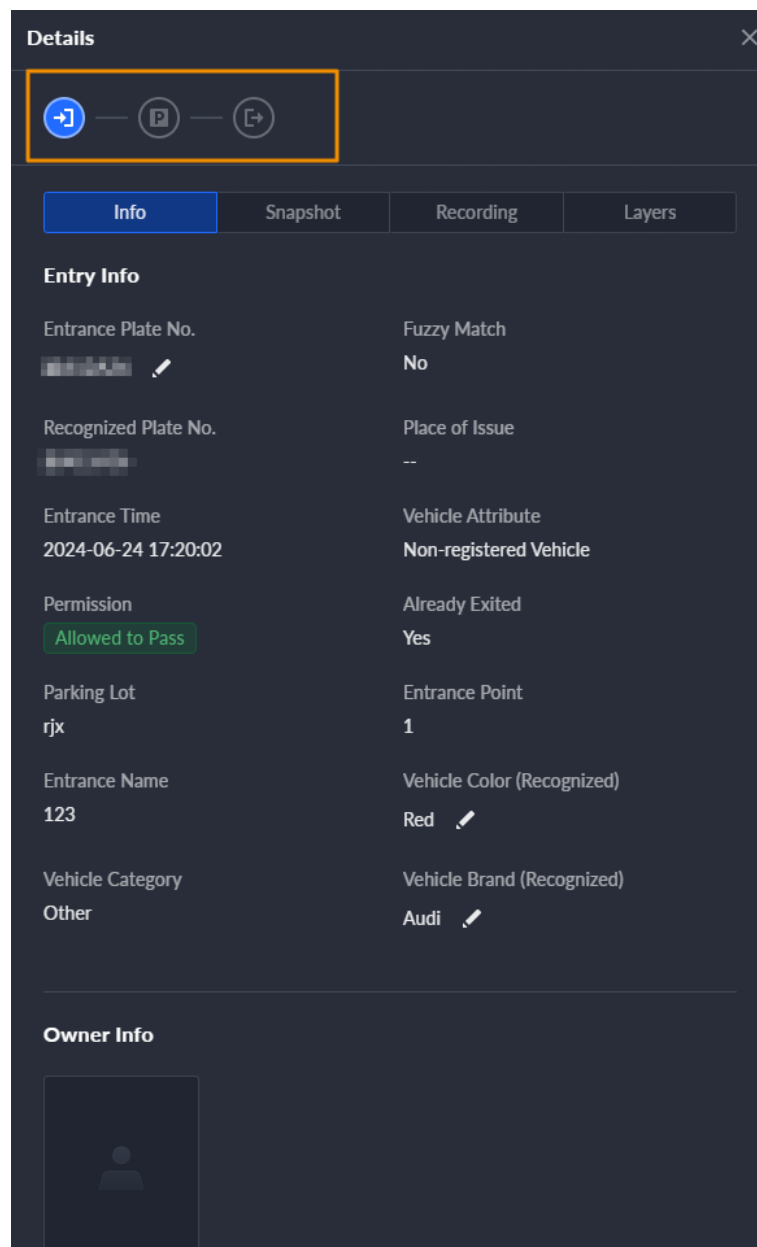 Details
Info Snapshot Recording Layers
Entry Info
Entrance Plate No. Fuzzy Match
No
Recognized Plate No. Place of Issue
--
Entrance Time Vehicle Attribute
2024-06-24 17:20:02 Non-registered Vehicle
Permission Already Exited
Allowed to Pass Yes
Parking Lot Entrance Point
rjx 1
Entrance Name Vehicle Color (Recognized)
123 Red
Vehicle Category Vehicle Brand (Recognized)
Other Audi
Owner Info